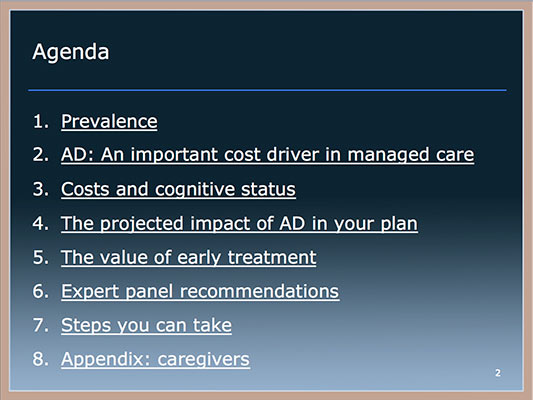 Agenda
1. Prevalence
2. AD: An important cost driver in managed care
3. Costs and cognitive status
4. The projected impact of AD in your plan
5. The value of early treatment
6. Expert panel recommendations
7. Steps you can take
8. Appendix: caregivers
2